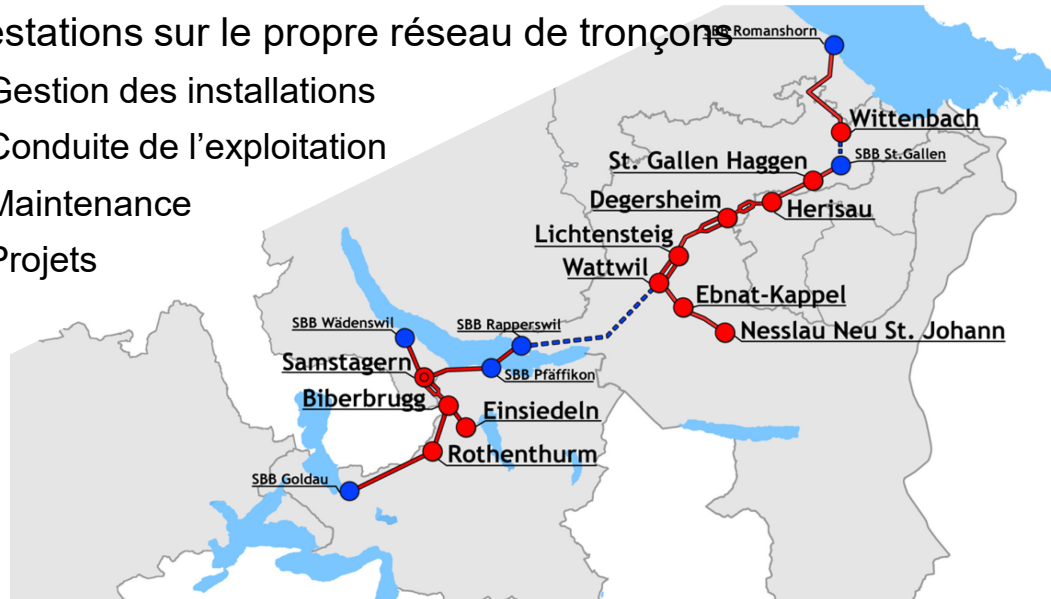 estations sur le propre réseau de tronçons
Gestion des installations
Conduite de l'exploitation
Maintenance
Projets
SBB Romanshorn
Wittenbach
SBB St.Gallen
St. Gallen Haggen
Degersheim
Herisau
Lichtensteig
Wattwil
Ebnat-Kappel
Nesslau Neu St. Johann
SBB Wädenswil
SBB Rapperswil
Samstagern
SBB Pfäffikon
Biberbrugg
Einsiedeln
Rothenthurm
SBB Goldau